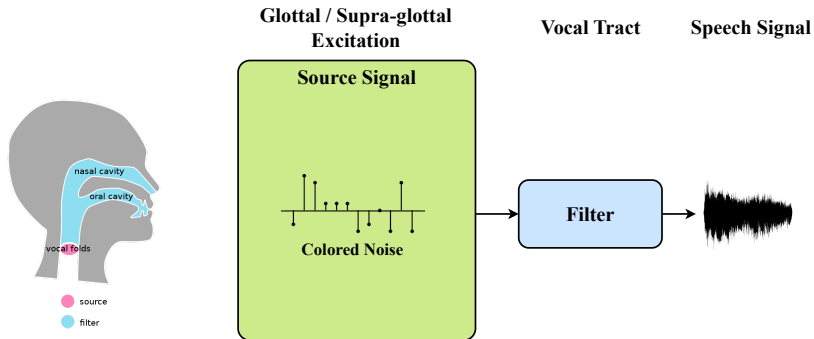 Glottal / Supra-glottal
Excitation
Vocal Tract
Speech Signal
Source Signal
nasal cavity
oral cavity
vocal folds
Colored Noise
Filter
source
filter